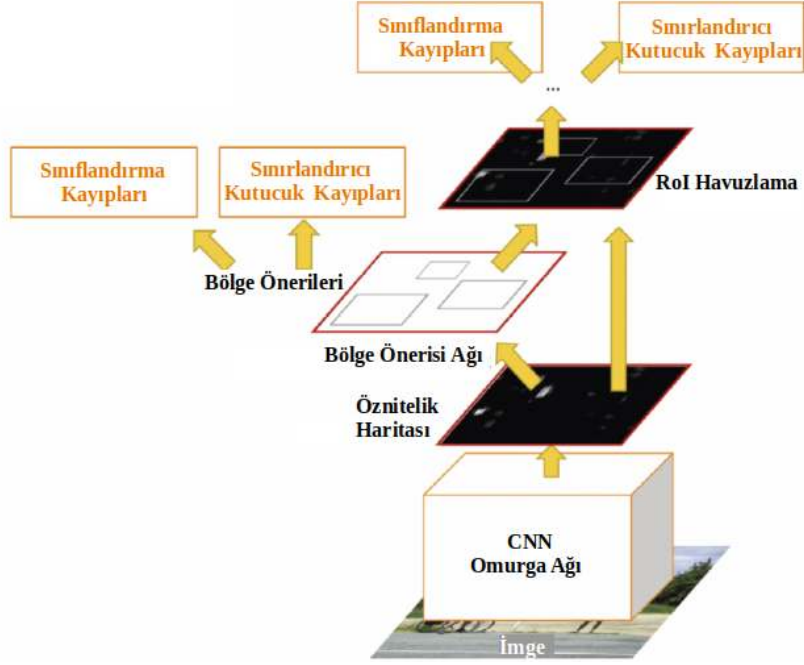 Sınıflandırma
Kayıpları
Sınırlandırıcı
Kutucuk Kayıpları
...
Sınıflandırma
Kayıpları
Sınırlandırıcı
Kutucuk Kayıpları
RoI Havuzlama
Bölge Önerileri
Bölge Önerisi Ağı
Öznitelik
Haritası
CNN
Omurga Ağı
İmge